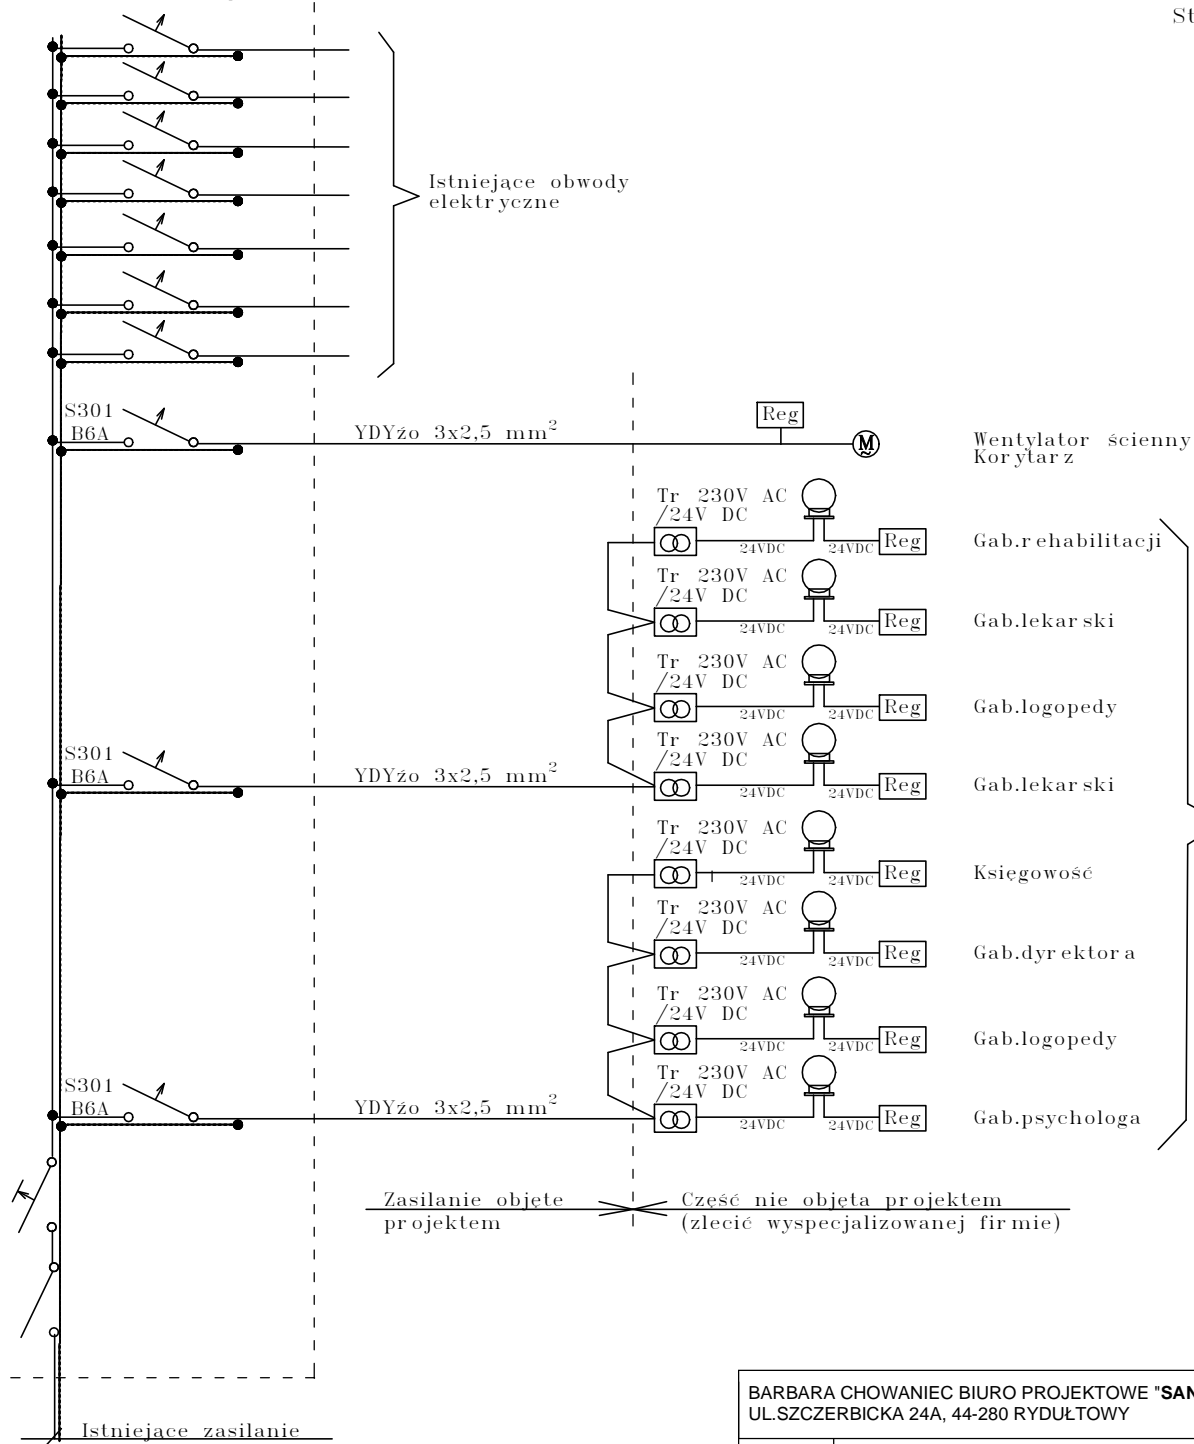 St
Istniejące obwody
elektryczne
S301
B6A
YDYżo 3x2,5 mm²
Reg
M
~
Wentylator ścienny
Korytarz
Tr 230V AC
/24V DC
24VDC
24VDC
Reg
Gab.rehabilitacji
Tr 230V AC
/24V DC
24VDC
24VDC
Reg
Gab.lekarski
Tr 230V AC
/24V DC
24VDC
24VDC
Reg
Gab.logopedy
S301
B6A
YDYżo 3x2,5 mm²
Tr 230V AC
/24V DC
24VDC
24VDC
Reg
Gab.lekarski
Tr 230V AC
/24V DC
24VDC
24VDC
Reg
Księgowość
Tr 230V AC
/24V DC
24VDC
24VDC
Reg
Gab.dyrektora
Tr 230V AC
/24V DC
24VDC
24VDC
Reg
Gab.logopedy
S301
B6A
YDYżo 3x2,5 mm²
Tr 230V AC
/24V DC
24VDC
24VDC
Reg
Gab.psychologa
Zasilanie objęte
projektem
Część nie objęta projektem
(zlecić wyspecjalizowanej firmie)
Istniejące zasilanie
BARBARA CHOWANIEC BIURO PROJEKTOWE "SAN
UL.SZCZERBICKA 24A, 44-280 RYDUŁTOWY